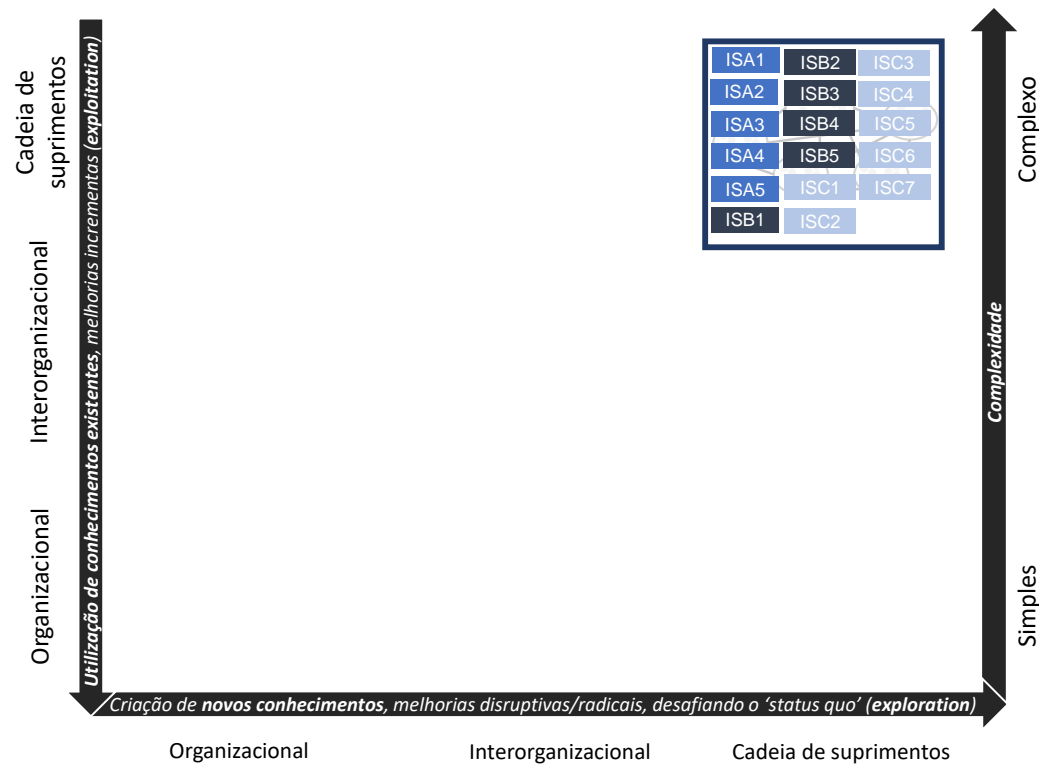 Cadeia de
suprimentos
Interorganizacional
Organizacional
Utilização de conhecimentos existentes, melhorias incrementas (exploitation)
ISA1 ISB2 ISC3
ISA2 ISB3 ISC4
ISA3 ISB4 ISC5
ISA4 ISB5 ISC6
ISA5 ISC1 ISC7
ISB1 ISC2
Complexo
Complexidade
Simples
Criação de novos conhecimentos, melhorias disruptivas/radicais, desafiando o ‘status quo’ (exploration)
Organizacional Interorganizacional Cadeia de suprimentos